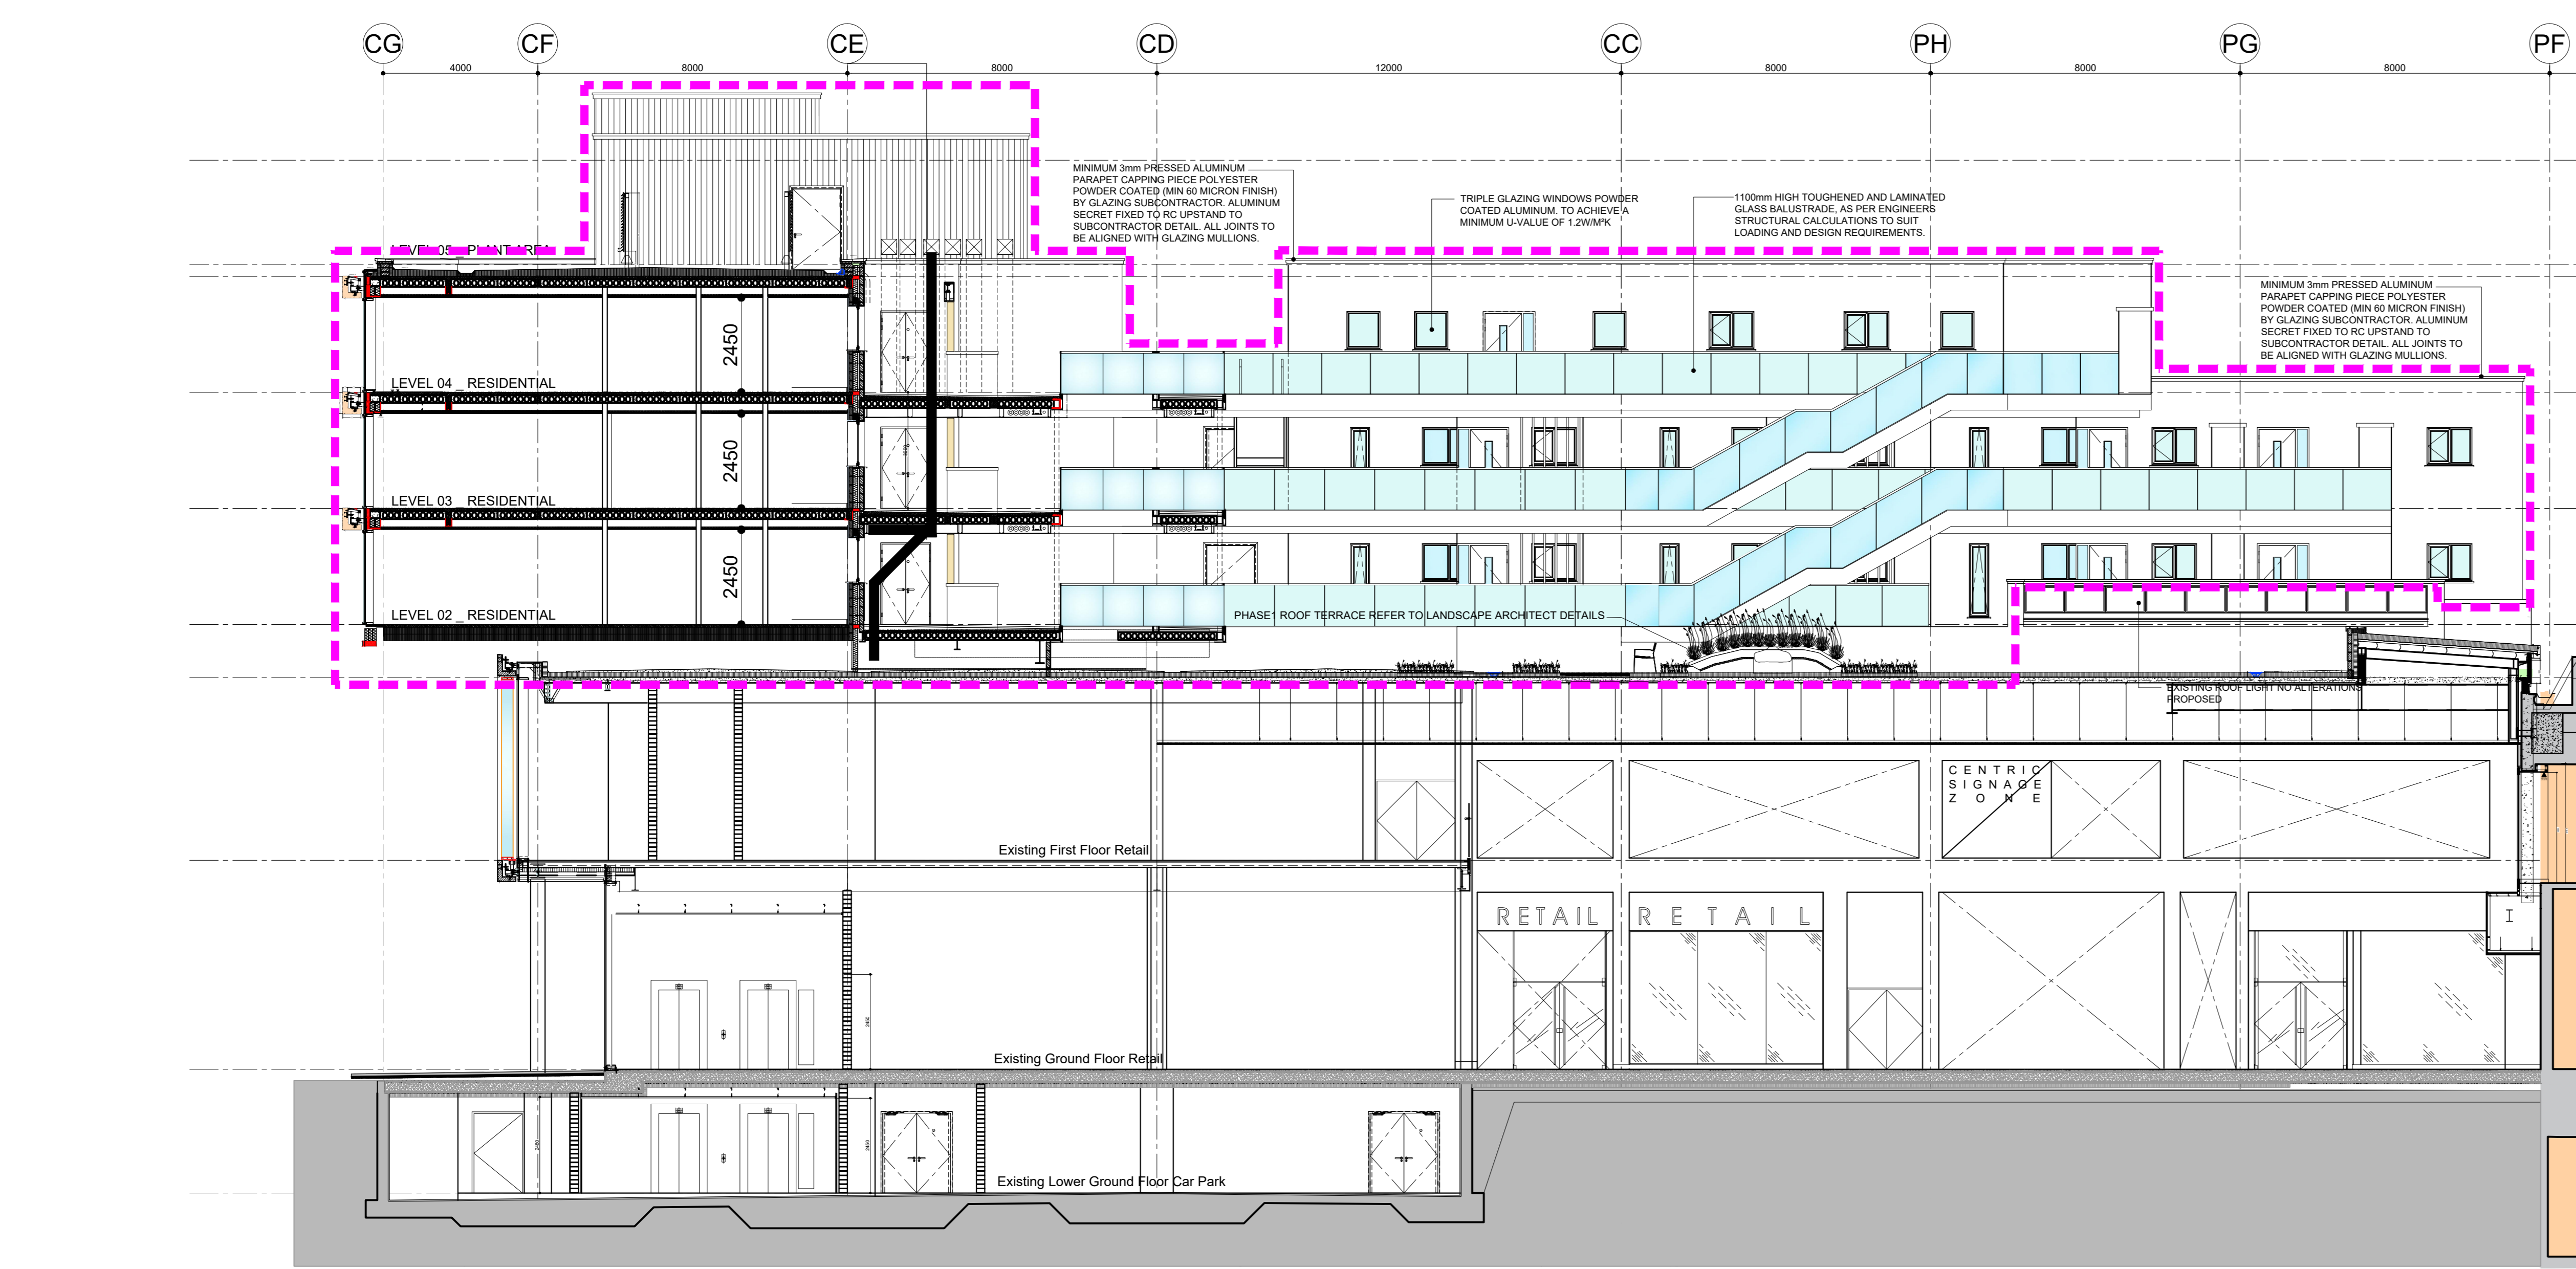 CG
CF
CE
CD
CC
PH
PG
PF
4000
8000
8000
12000
8000
8000
8000
MINIMUM 3mm PRESSED ALUMINUM
PARAPET CAPPING PIECE POLYESTER
POWDER COATED (MIN 60 MICRON FINISH)
BY GLAZING SUBCONTRACTOR. ALUMINUM
SECRET FIXED TO RC UPSTAND TO
SUBCONTRACTOR DETAIL. ALL JOINTS TO
BE ALIGNED WITH GLAZING MULLIONS.
TRIPLE GLAZING WINDOWS POWDER
COATED ALUMINUM. TO ACHIEVE A
MINIMUM U-VALUE OF 1.2W/M²K
1100mm HIGH TOUGHENED AND LAMINATED
GLASS BALUSTRADE, AS PER ENGINEERS
STRUCTURAL CALCULATIONS TO SUIT
LOADING AND DESIGN REQUIREMENTS.
MINIMUM 3mm PRESSED ALUMINUM
PARAPET CAPPING PIECE POLYESTER
POWDER COATED (MIN 60 MICRON FINISH)
BY GLAZING SUBCONTRACTOR. ALUMINUM
SECRET FIXED TO RC UPSTAND TO
SUBCONTRACTOR DETAIL. ALL JOINTS TO
BE ALIGNED WITH GLAZING MULLIONS.
LEVEL 05 _ PLANT AREA
2450
LEVEL 04 _ RESIDENTIAL
2450
LEVEL 03 _ RESIDENTIAL
2450
LEVEL 02 _ RESIDENTIAL
PHASE1 ROOF TERRACE REFER TO LANDSCAPE ARCHITECT DETAILS
EXISTING ROOF LIGHT NO ALTERATIONS
PROPOSED
CENTRIC
SIGNAGE
ZONE
Existing First Floor Retail
RETAIL
RETAIL
2450
Existing Ground Floor Retail
2450
2450
Existing Lower Ground Floor Car Park